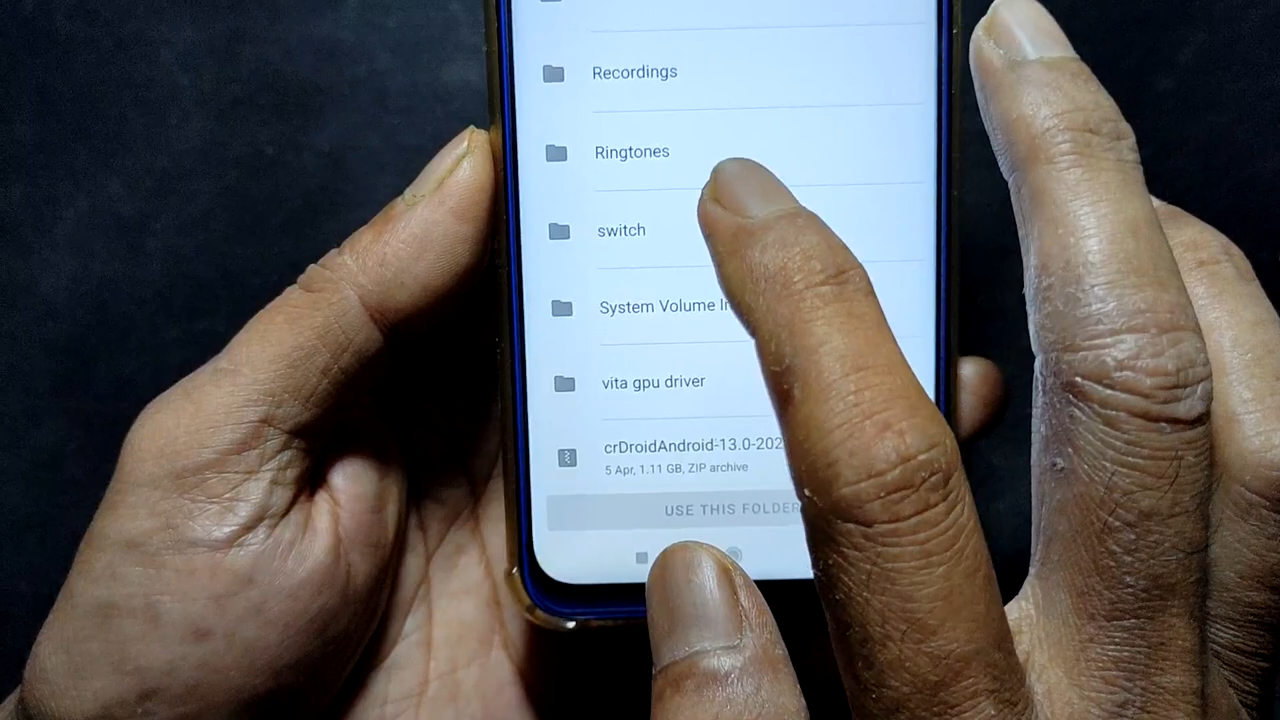 Recordings
Ringtones
switch
System Volume
vita gpu driver
crDroidAndroid-13.0-202
5 Apr, 1.11 GB, ZIP archive
USE THIS FOLDER